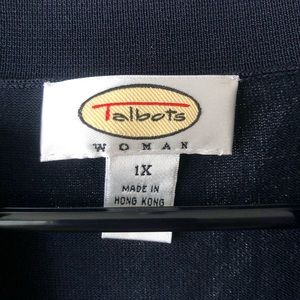 Talbots
WOMAN
1X
MADE IN
HONG KONG